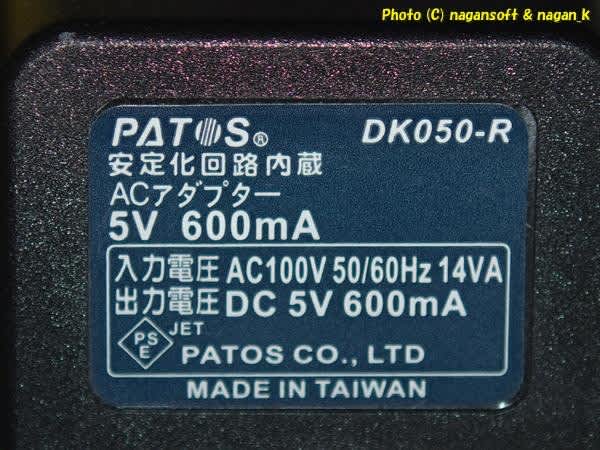 Photo (C) nagansoft & nagan_k
PATOS® DK050-R
安定化回路内蔵
ACアダプター
5V 600mA
入力電圧 AC100V 50/60Hz 14VA
出力電圧 DC 5V 600mA
PSE JET
PATOS CO., LTD
MADE IN TAIWAN